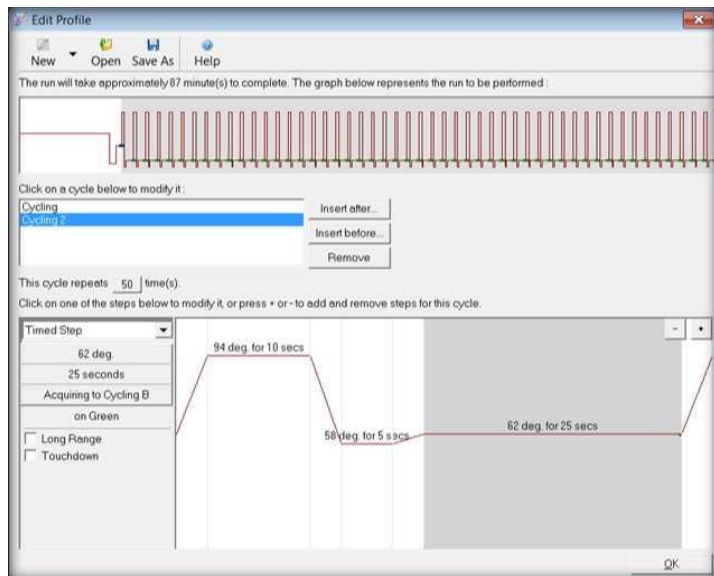 Edit Profile
New Open Save As Help
The run will take approximately 87 minute(s) to complete. The graph below represents the run to be performed :
Click on a cycle below to modify it :
Cycling
Cycling 2
Insert after...
Insert before...
Remove
This cycle repeats 50 time(s).
Click on one of the steps below to modify it, or press + or - to add and remove steps for this cycle.
Timed Step
- +
62 deg.
25 seconds
Acquiring to Cycling B
on Green
Long Range
Touchdown
94 deg. for 10 secs
58 deg. for 5 secs
62 deg. for 25 secs
OK